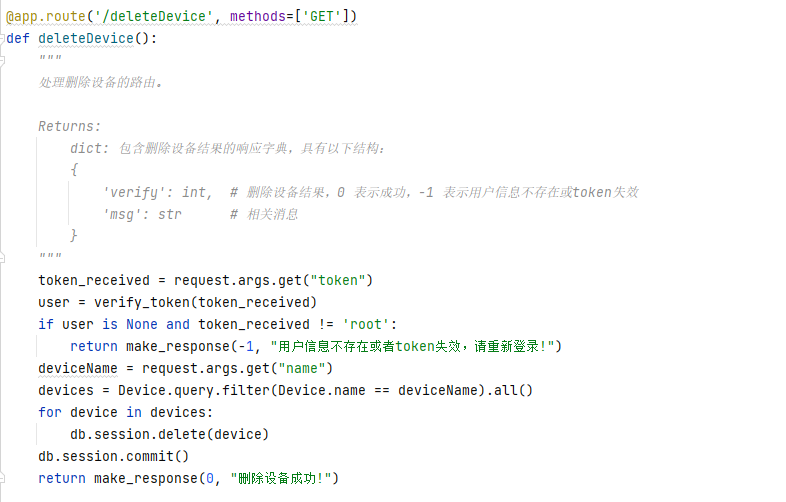 @app.route('/deleteDevice', methods=['GET'])
def deleteDevice():
    """
    处理删除设备的路由。
    Returns:
        dict: 包含删除设备结果的响应字典，具有以下结构：
        {
            'verify': int,  # 删除设备结果，0 表示成功，-1 表示用户信息不存在或token失效
            'msg': str      # 相关消息
        }
    """
    token_received = request.args.get("token")
    user = verify_token(token_received)
    if user is None and token_received != 'root':
        return make_response(-1, "用户信息不存在或者token失效，请重新登录!")
    deviceName = request.args.get("name")
    devices = Device.query.filter(Device.name == deviceName).all()
    for device in devices:
        db.session.delete(device)
    db.session.commit()
    return make_response(0, "删除设备成功!")